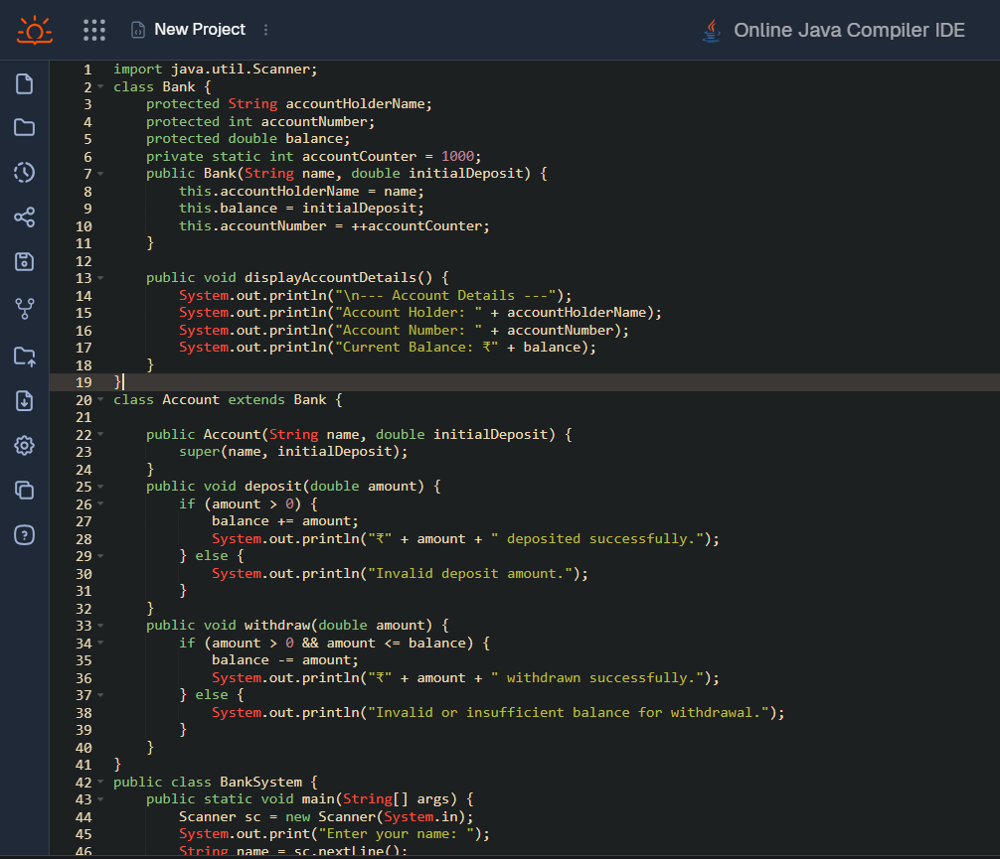 New Project
Online Java Compiler IDE
1 import java.util.Scanner;
2 class Bank {
3     protected String accountHolderName;
4     protected int accountNumber;
5     protected double balance;
6     private static int accountCounter = 1000;
7     public Bank(String name, double initialDeposit) {
8         this.accountHolderName = name;
9         this.balance = initialDeposit;
10         this.accountNumber = ++accountCounter;
11     }
12
13     public void displayAccountDetails() {
14         System.out.println("\n--- Account Details ---");
15         System.out.println("Account Holder: " + accountHolderName);
16         System.out.println("Account Number: " + accountNumber);
17         System.out.println("Current Balance: ₹" + balance);
18     }
19 }
20 class Account extends Bank {
21
22     public Account(String name, double initialDeposit) {
23         super(name, initialDeposit);
24     }
25     public void deposit(double amount) {
26         if (amount > 0) {
27             balance += amount;
28             System.out.println("₹" + amount + " deposited successfully.");
29         } else {
30             System.out.println("Invalid deposit amount.");
31         }
32     }
33     public void withdraw(double amount) {
34         if (amount > 0 && amount <= balance) {
35             balance -= amount;
36             System.out.println("₹" + amount + " withdrawn successfully.");
37         } else {
38             System.out.println("Invalid or insufficient balance for withdrawal.");
39         }
40     }
41 }
42 public class BankSystem {
43     public static void main(String[] args) {
44         Scanner sc = new Scanner(System.in);
45         System.out.print("Enter your name: ");
46         String name = sc.nextLine();